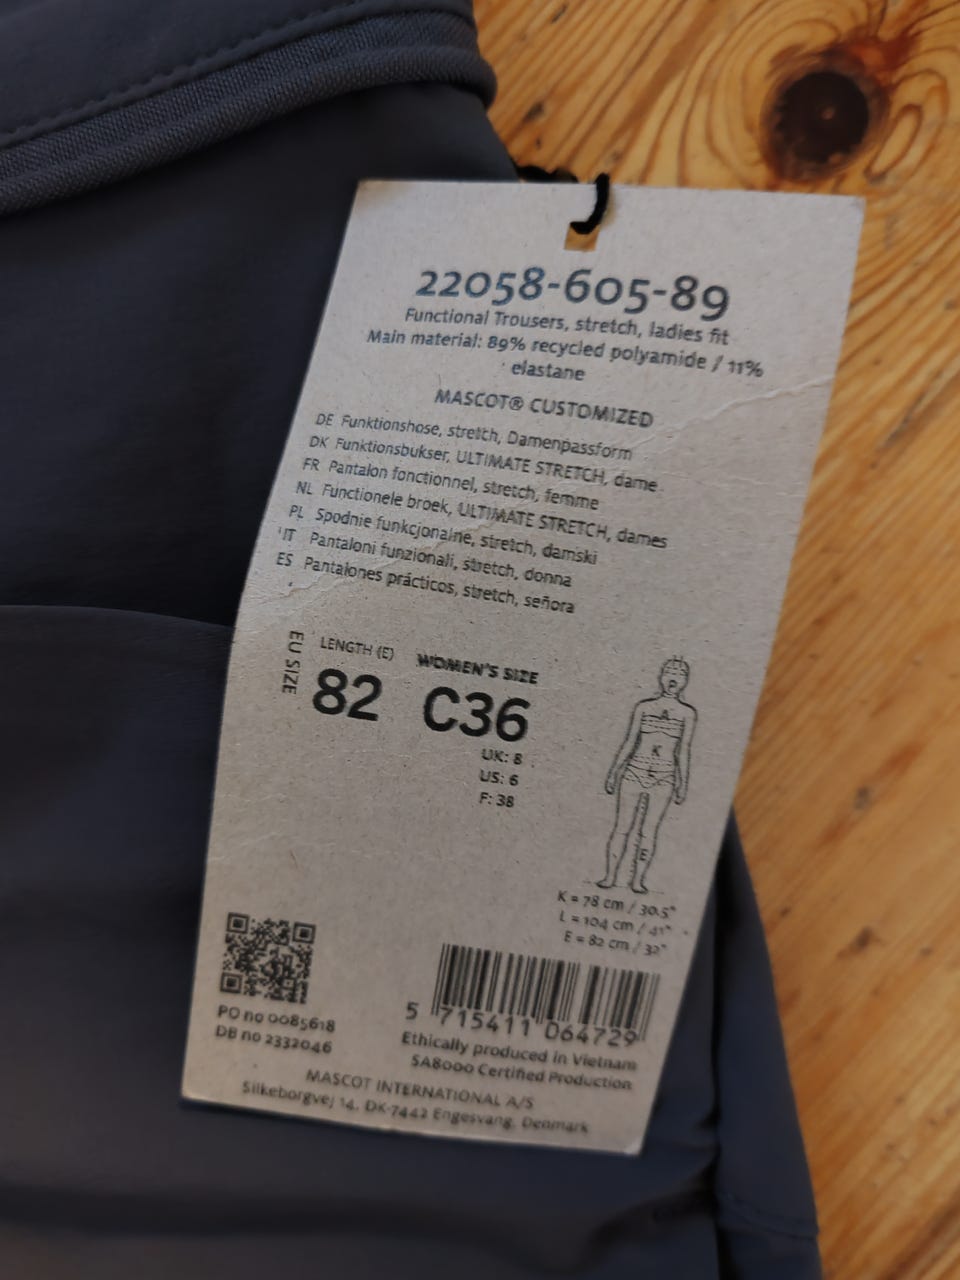 22058-605-89
Functional Trousers, stretch, ladies fit
Main material: 89% recycled polyamide / 11%
elastane
MASCOT® CUSTOMIZED
DE Funktionshose, stretch, Damenpassform
DK Funktionsbukser, ULTIMATE STRETCH, dame
FR Pantalon fonctionnel, stretch, femme
NL Functionele broek, ULTIMATE STRETCH, dames
PL Spodnie funkcjonalne, stretch, damski
IT Pantaloni funzionali, stretch, donna
ES Pantalones prácticos, stretch, señora
EU SIZE
LENGTH (E) WOMEN'S SIZE
82 C36
UK: 8
US: 6
F: 38
A
K
E
K = 78 cm / 30.5"
L = 104 cm / 41"
E = 82 cm / 32"
5 715411 064729
PO no 0085618
DB no 2332046
Ethically produced in Vietnam
SA8000 Certified Production
MASCOT INTERNATIONAL A/S
Silkeborgvej 14, DK-7442 Engesvang, Denmark